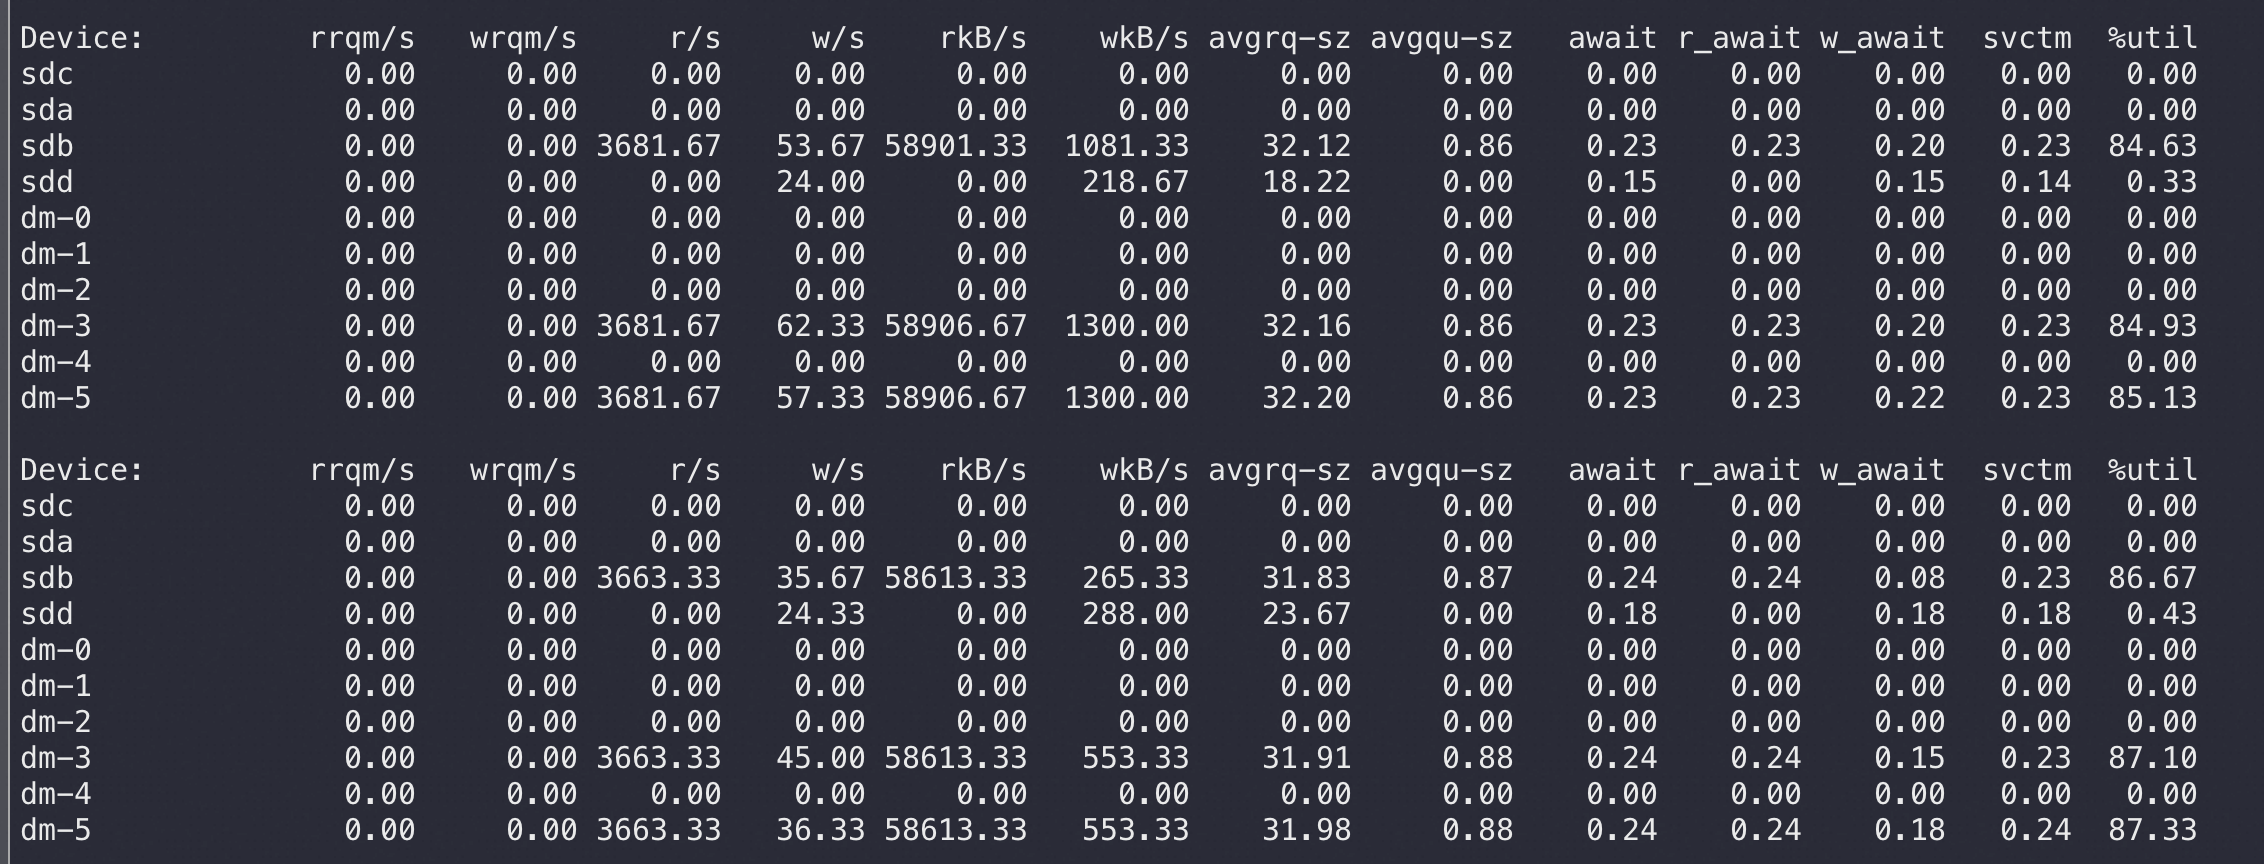 Device: rrqm/s wrqm/s r/s w/s rkB/s wkB/s avgrq-sz avgqu-sz await r_await w_await svctm %util
sdc 0.00 0.00 0.00 0.00 0.00 0.00 0.00 0.00 0.00 0.00 0.00 0.00 0.00
sda 0.00 0.00 0.00 0.00 0.00 0.00 0.00 0.00 0.00 0.00 0.00 0.00 0.00
sdb 0.00 0.00 3681.67 53.67 58901.33 1081.33 32.12 0.86 0.23 0.23 0.20 0.23 84.63
sdd 0.00 0.00 0.00 24.00 0.00 218.67 18.22 0.00 0.15 0.00 0.15 0.14 0.33
dm-0 0.00 0.00 0.00 0.00 0.00 0.00 0.00 0.00 0.00 0.00 0.00 0.00 0.00
dm-1 0.00 0.00 0.00 0.00 0.00 0.00 0.00 0.00 0.00 0.00 0.00 0.00 0.00
dm-2 0.00 0.00 0.00 0.00 0.00 0.00 0.00 0.00 0.00 0.00 0.00 0.00 0.00
dm-3 0.00 0.00 3681.67 62.33 58906.67 1300.00 32.16 0.86 0.23 0.23 0.20 0.23 84.93
dm-4 0.00 0.00 0.00 0.00 0.00 0.00 0.00 0.00 0.00 0.00 0.00 0.00 0.00
dm-5 0.00 0.00 3681.67 57.33 58906.67 1300.00 32.20 0.86 0.23 0.23 0.22 0.23 85.13
Device: rrqm/s wrqm/s r/s w/s rkB/s wkB/s avgrq-sz avgqu-sz await r_await w_await svctm %util
sdc 0.00 0.00 0.00 0.00 0.00 0.00 0.00 0.00 0.00 0.00 0.00 0.00 0.00
sda 0.00 0.00 0.00 0.00 0.00 0.00 0.00 0.00 0.00 0.00 0.00 0.00 0.00
sdb 0.00 0.00 3663.33 35.67 58613.33 265.33 31.83 0.87 0.24 0.24 0.08 0.23 86.67
sdd 0.00 0.00 0.00 24.33 0.00 288.00 23.67 0.00 0.18 0.00 0.18 0.18 0.43
dm-0 0.00 0.00 0.00 0.00 0.00 0.00 0.00 0.00 0.00 0.00 0.00 0.00 0.00
dm-1 0.00 0.00 0.00 0.00 0.00 0.00 0.00 0.00 0.00 0.00 0.00 0.00 0.00
dm-2 0.00 0.00 0.00 0.00 0.00 0.00 0.00 0.00 0.00 0.00 0.00 0.00 0.00
dm-3 0.00 0.00 3663.33 45.00 58613.33 553.33 31.91 0.88 0.24 0.24 0.15 0.23 87.10
dm-4 0.00 0.00 0.00 0.00 0.00 0.00 0.00 0.00 0.00 0.00 0.00 0.00 0.00
dm-5 0.00 0.00 3663.33 36.33 58613.33 553.33 31.98 0.88 0.24 0.24 0.18 0.24 87.33